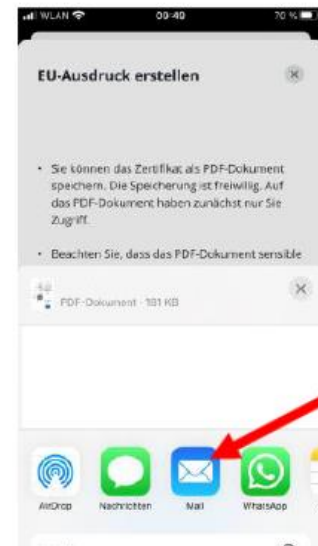 WLAN 09:49 70 %
EU-Ausdruck erstellen
• Sie können das Zertifikat als PDF-Dokument
speichern. Die Speicherung ist freiwillig. Auf
das PDF-Dokument haben zunächst nur Sie
Zugriff.
• Beachten Sie, dass das PDF-Dokument sensible
PDF-Dokument · 181 KB
AirDrop Nachrichten Mail WhatsApp